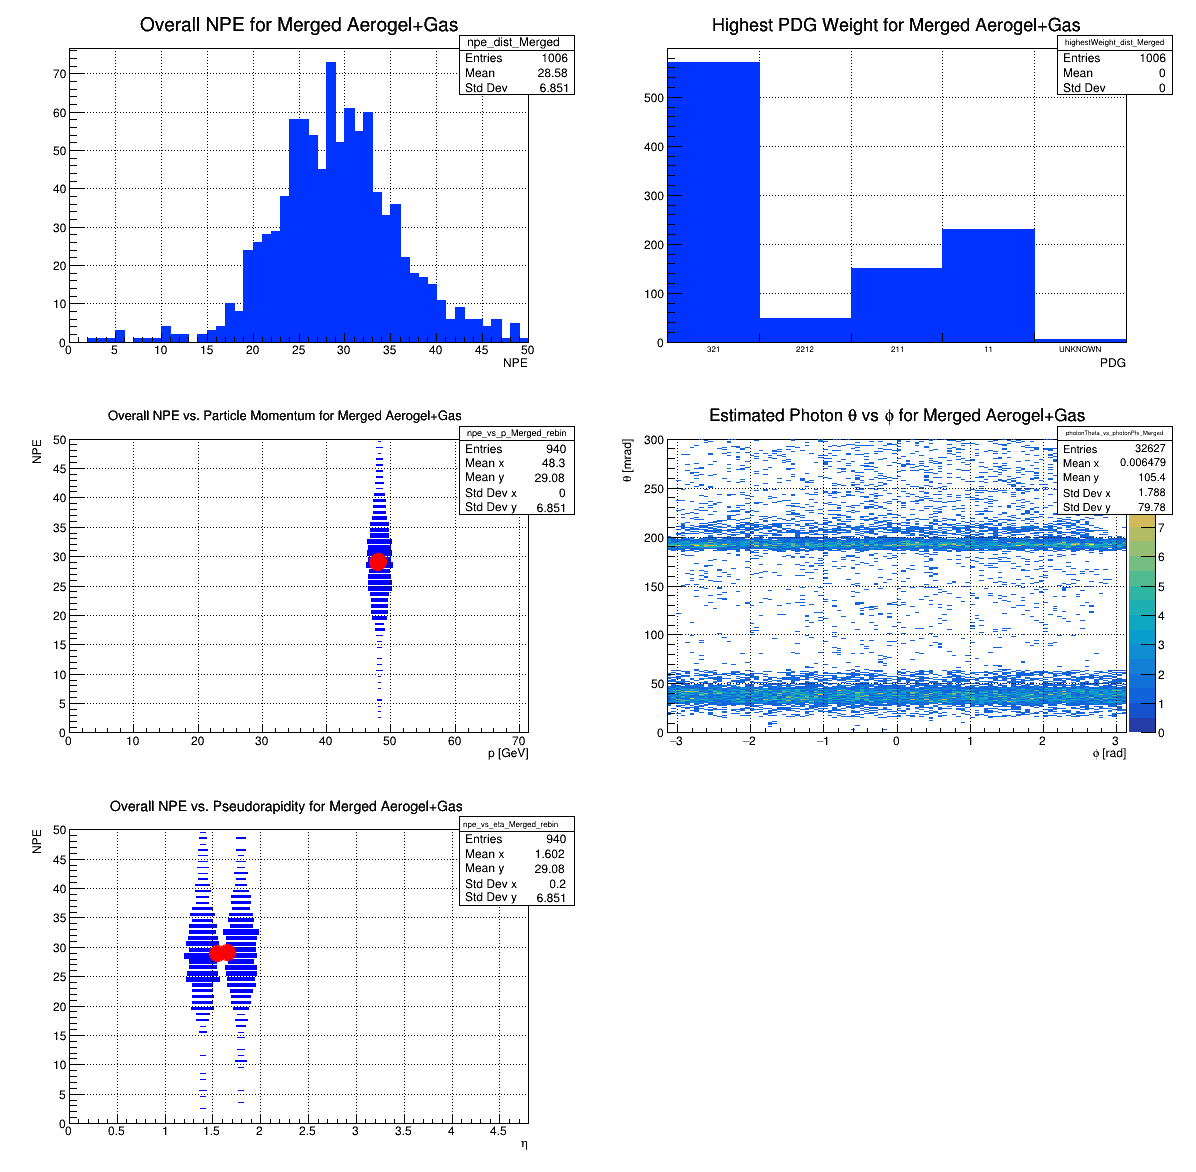 Overall NPE for Merged Aerogel+Gas
npe_dist_Merged
Entries 1006
Mean 28.58
Std Dev 6.851
70
60
50
40
30
20
10
0
0 5 10 15 20 25 30 35 40 45 50
NPE
Highest PDG Weight for Merged Aerogel+Gas
highestWeight_dist_Merged
Entries 1006
Mean 0
Std Dev 0
500
400
300
200
100
0
321 2212 211 11 UNKNOWN
PDG
Overall NPE vs. Particle Momentum for Merged Aerogel+Gas
npe_vs_p_Merged_rebin
Entries 940
Mean x 48.3
Mean y 29.08
Std Dev x 0
Std Dev y 6.851
NPE
50
45
40
35
30
25
20
15
10
5
0
0 10 20 30 40 50 60 70
p [GeV]
Estimated Photon θ vs ϕ for Merged Aerogel+Gas
photonTheta_vs_photonPhi_Merged
Entries 32627
Mean x 0.006479
Mean y 105.4
Std Dev x 1.788
Std Dev y 79.78
θ [mrad]
300
250
200
150
100
50
0
−3 −2 −1 0 1 2 3
ϕ [rad]
7
6
5
4
3
2
1
0
Overall NPE vs. Pseudorapidity for Merged Aerogel+Gas
npe_vs_eta_Merged_rebin
Entries 940
Mean x 1.602
Mean y 29.08
Std Dev x 0.2
Std Dev y 6.851
NPE
50
45
40
35
30
25
20
15
10
5
0
0 0.5 1 1.5 2 2.5 3 3.5 4 4.5
η